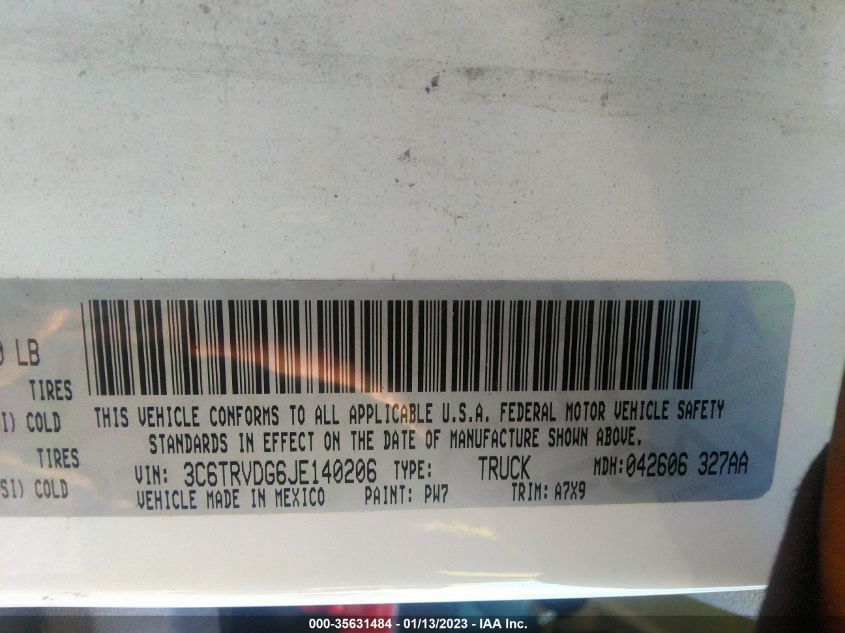 LB
TIRES
COLD
TIRES
COLD
THIS VEHICLE CONFORMS TO ALL APPLICABLE U.S.A. FEDERAL MOTOR VEHICLE SAFETY
STANDARDS IN EFFECT ON THE DATE OF MANUFACTURE SHOWN ABOVE.
VIN: 3C6TRVDG6JE140206 TYPE: TRUCK MDH:042606 327AA
VEHICLE MADE IN MEXICO PAINT: PW7 TRIM: A7X9
000-35631484 - 01/13/2023 - IAA Inc.